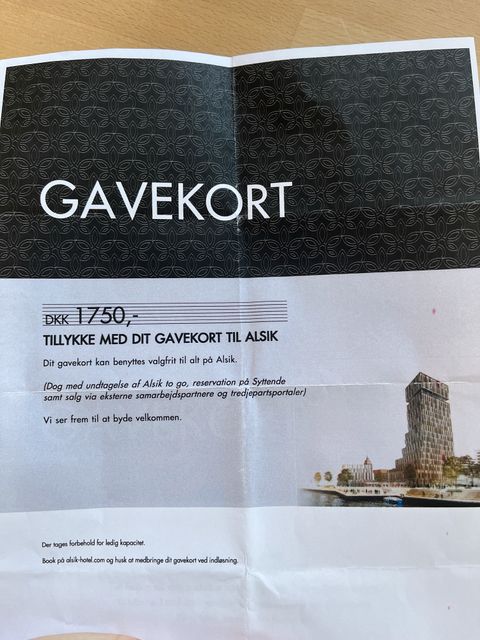 GAVEKORT
DKK 1750,-
TILLYKKE MED DIT GAVEKORT TIL ALSIK
Dit gavekort kan benyttes valgfrit til alt på Alsik.
(Dog med undtagelse af Alsik to go, reservation på Syttende
samt salg via eksterne samarbejdspartnere og tredjepartsportaler)
Vi ser frem til at byde velkommen.
Der tages forbehold for ledig kapacitet.
Book på alsik-hotel.com og husk at medbringe dit gavekort ved indløsning.